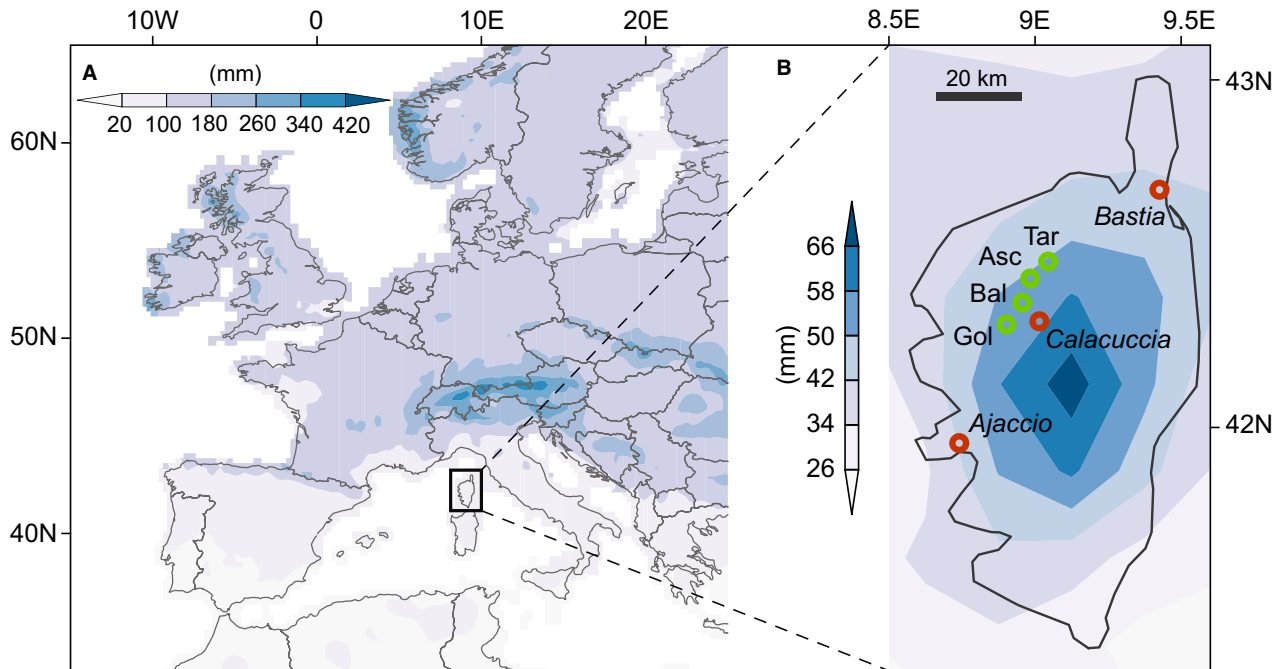 10W 0 10E 20E 8.5E 9E 9.5E
A (mm)
20 100 180 260 340 420
60N
50N
40N
B
20 km
43N
42N
66
58
50
42
34
26
(mm)
Bastia
Tar
Asc
Bal
Gol
Calacuccia
Ajaccio